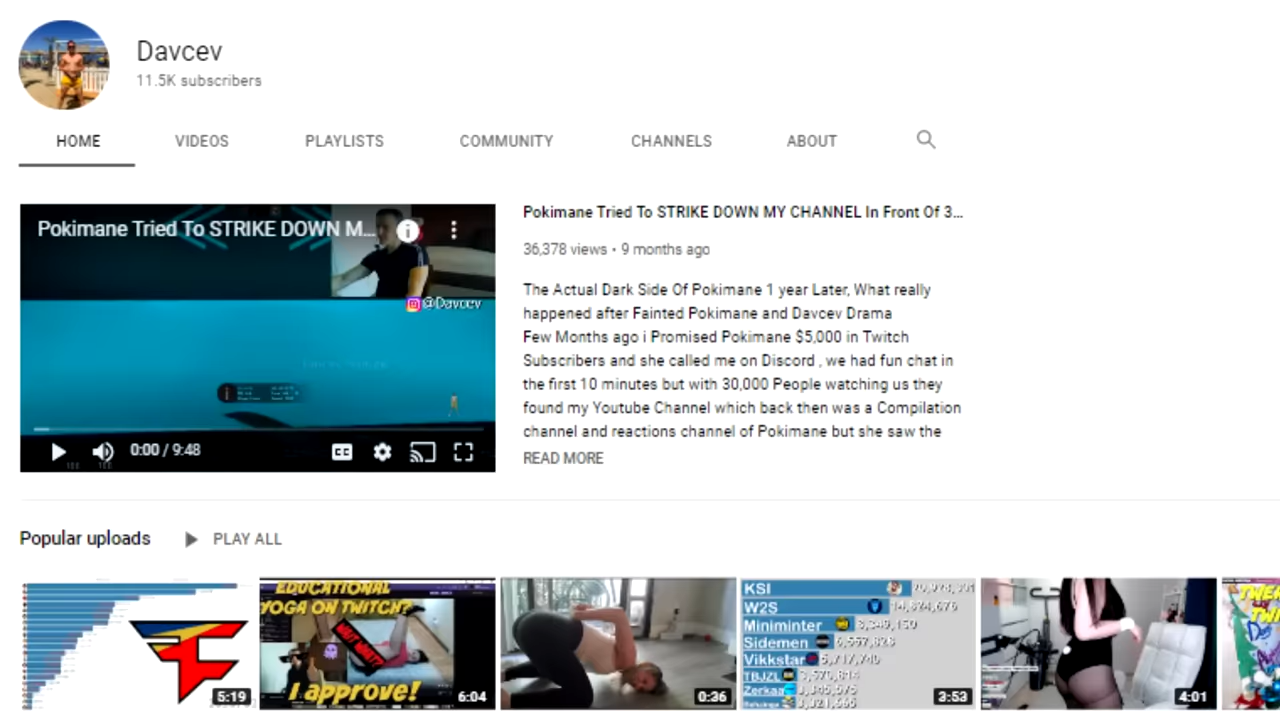 Davcev
11.5K subscribers
HOME VIDEOS PLAYLISTS COMMUNITY CHANNELS ABOUT
Pokimane Tried To STRIKE DOWN M...
@Davcev
0:00 / 9:48
Pokimane Tried To STRIKE DOWN MY CHANNEL In Front Of 3...
36,378 views • 9 months ago
The Actual Dark Side Of Pokimane 1 year Later, What really
happened after Fainted Pokimane and Davcev Drama
Few Months ago i Promised Pokimane $5,000 in Twitch
Subscribers and she called me on Discord , we had fun chat in
the first 10 minutes but with 30,000 People watching us they
found my Youtube Channel which back then was a Compilation
channel and reactions channel of Pokimane but she saw the
READ MORE
Popular uploads PLAY ALL
5:19
EDUCATIONAL
YOGA ON TWITCH?
WAIT WHAT?
I approve!
6:04
0:36
KSI
W2S
Miniminter
Sidemen
Vikkstar
TBJZL
Zerkaa
3:53
4:01